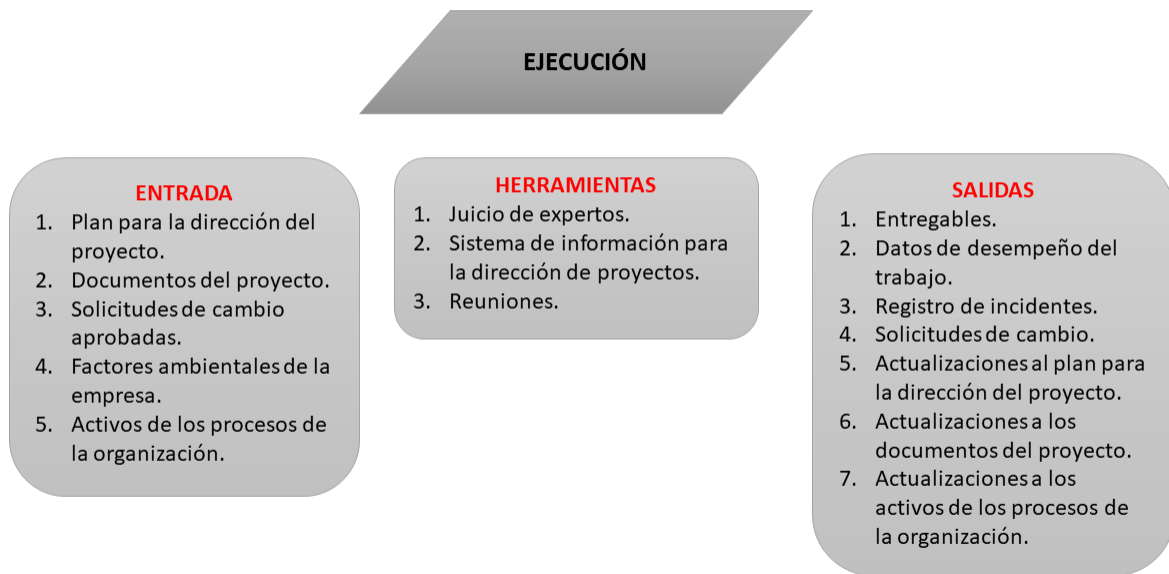 EJECUCIÓN
ENTRADA
1. Plan para la dirección del
proyecto.
2. Documentos del proyecto.
3. Solicitudes de cambio
aprobadas.
4. Factores ambientales de la
empresa.
5. Activos de los procesos de
la organización.
HERRAMIENTAS
1. Juicio de expertos.
2. Sistema de información para
la dirección de proyectos.
3. Reuniones.
SALIDAS
1. Entregables.
2. Datos de desempeño del
trabajo.
3. Registro de incidentes.
4. Solicitudes de cambio.
5. Actualizaciones al plan para
la dirección del proyecto.
6. Actualizaciones a los
documentos del proyecto.
7. Actualizaciones a los
activos de los procesos de
la organización.